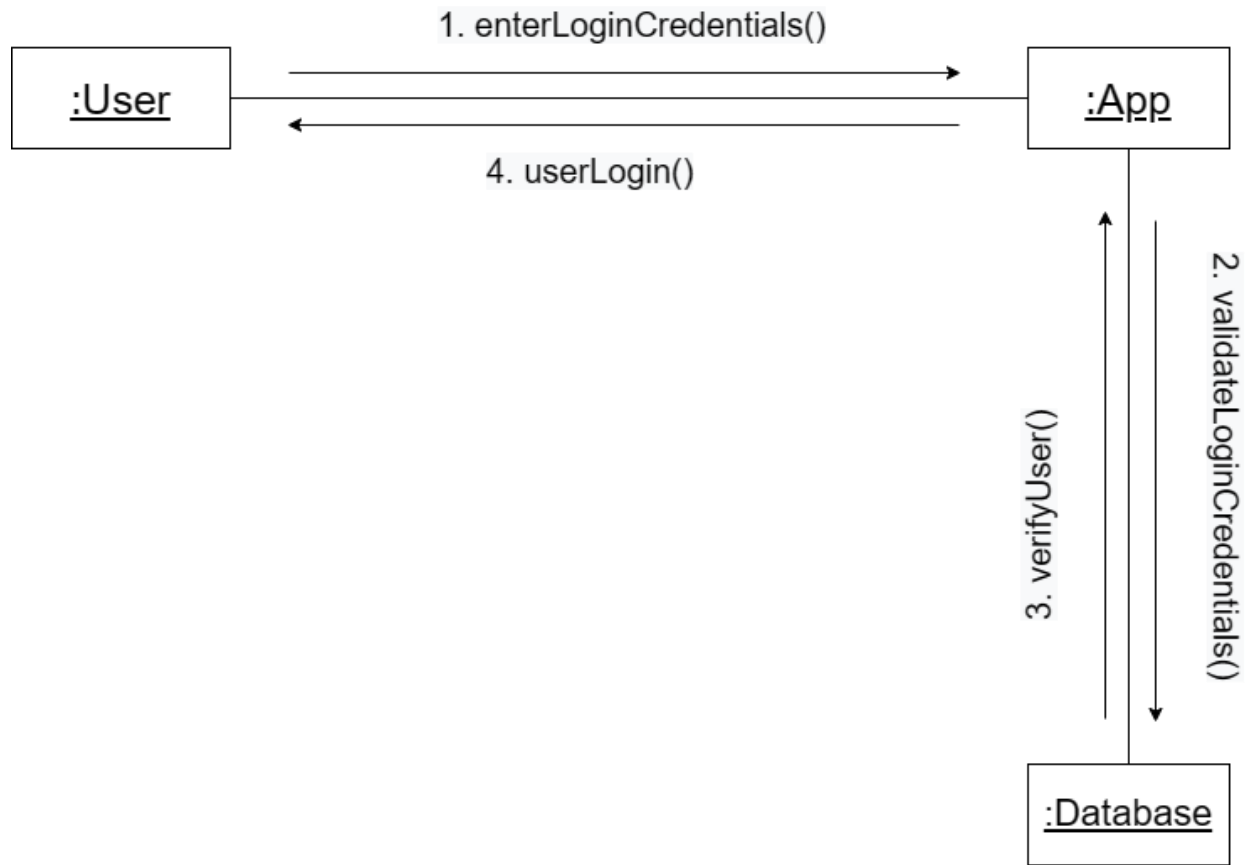 1. enterLoginCredentials()
:User
:App
4. userLogin()
2. validateLoginCredentials()
3. verifyUser()
:Database